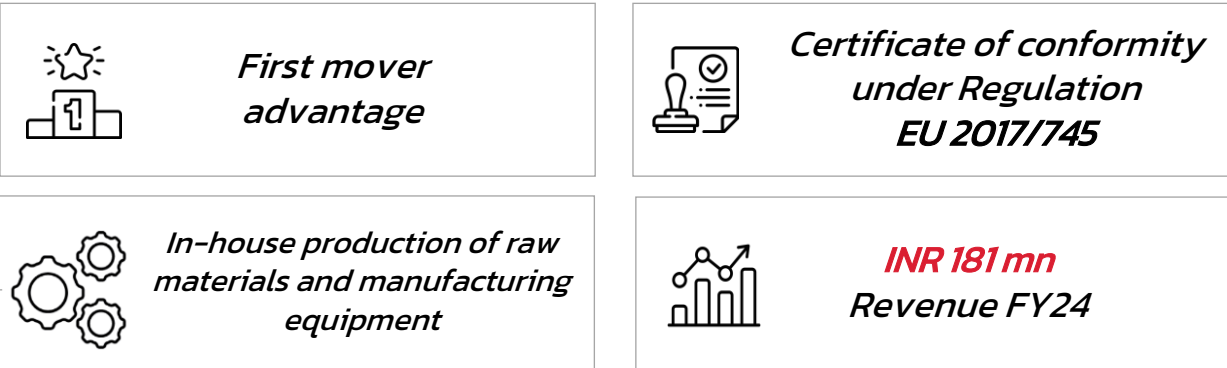 First mover
advantage
Certificate of conformity
under Regulation
EU 2017/745
1
In-house production of raw
materials and manufacturing
equipment
INR 181 mn
Revenue FY24